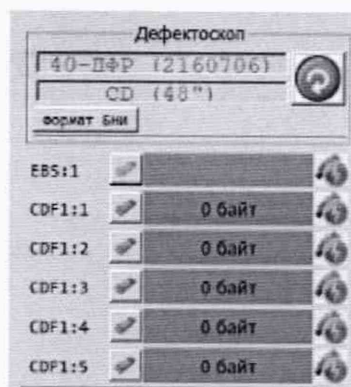 Дефектоскоп
40-ПФР (2160706)
CD (48")
формат БНИ
EBS:1
CDF1:1 0 байт
CDF1:2 0 байт
CDF1:3 0 байт
CDF1:4 0 байт
CDF1:5 0 байт